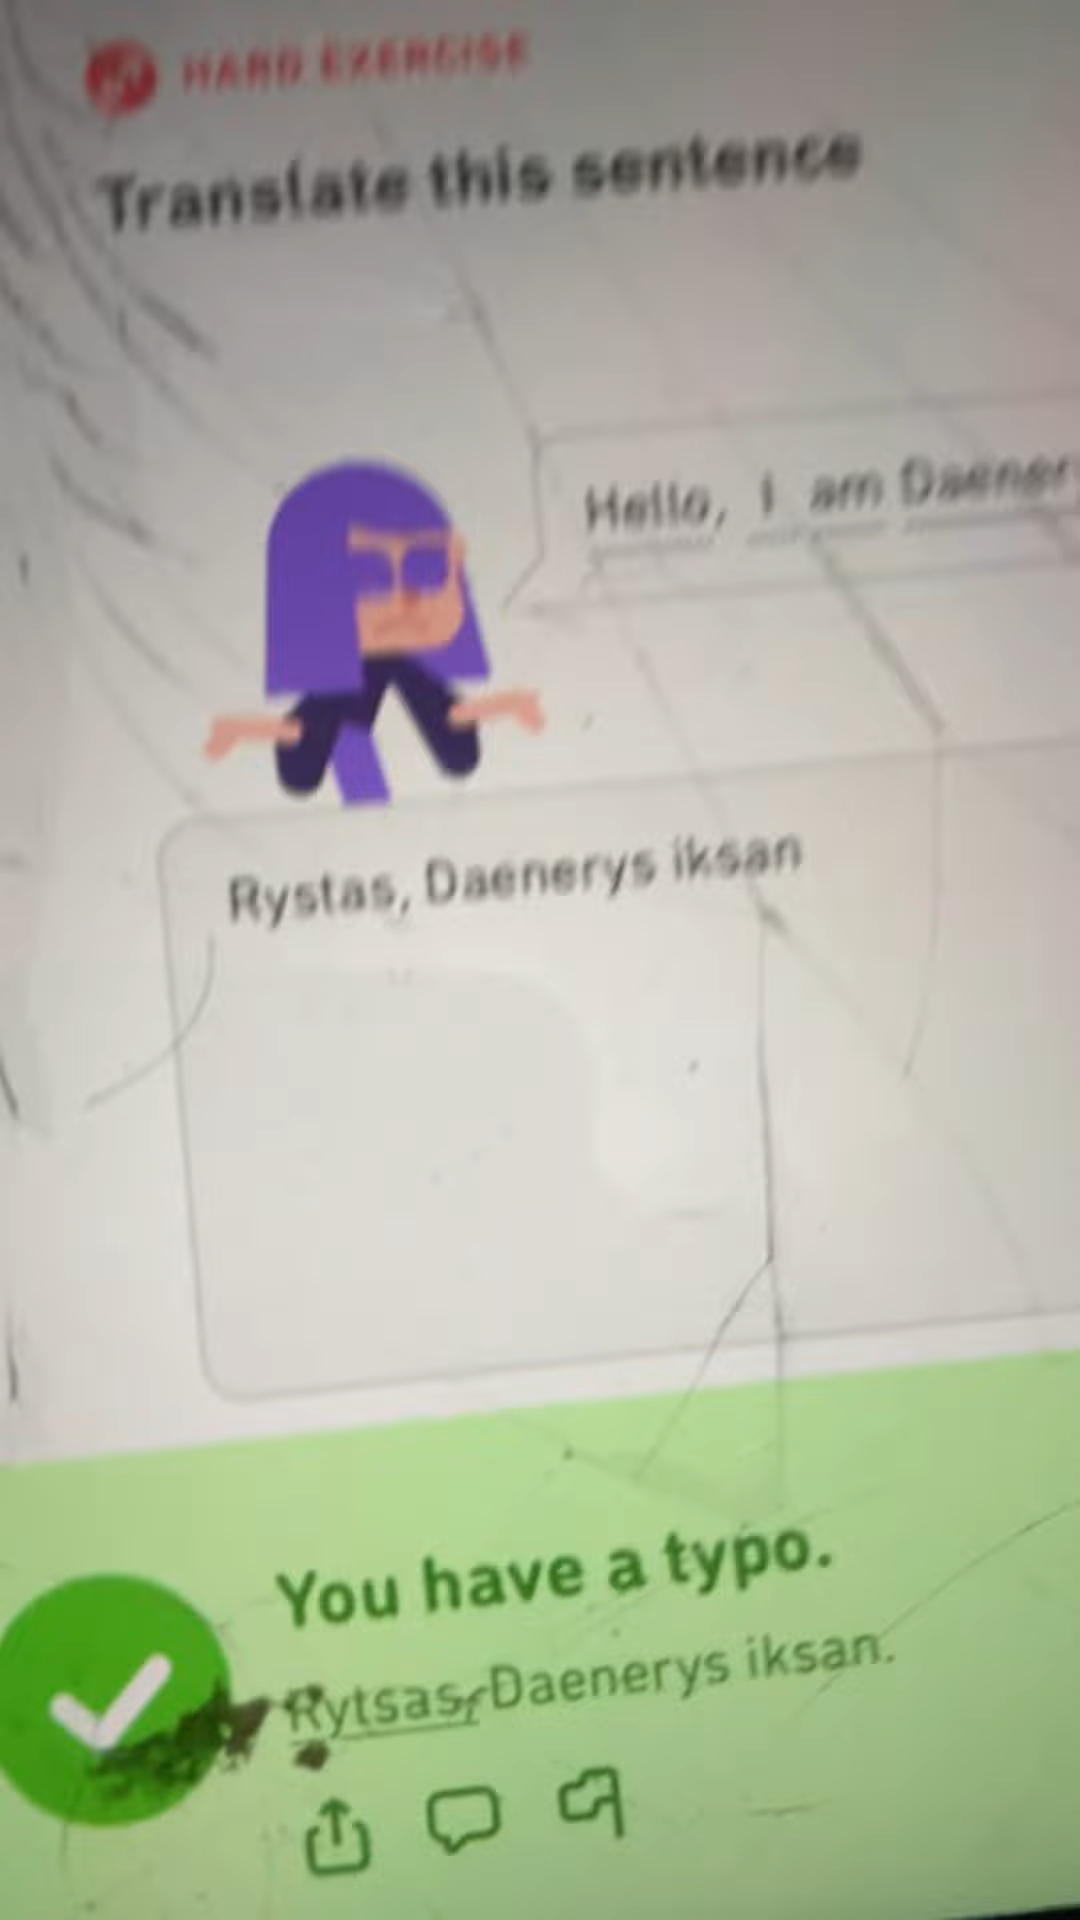 HARD EXERCISE
Translate this sentence
Hello, I am Daener
Rystas, Daenerys iksan
You have a typo.
Rytsas, Daenerys iksan.